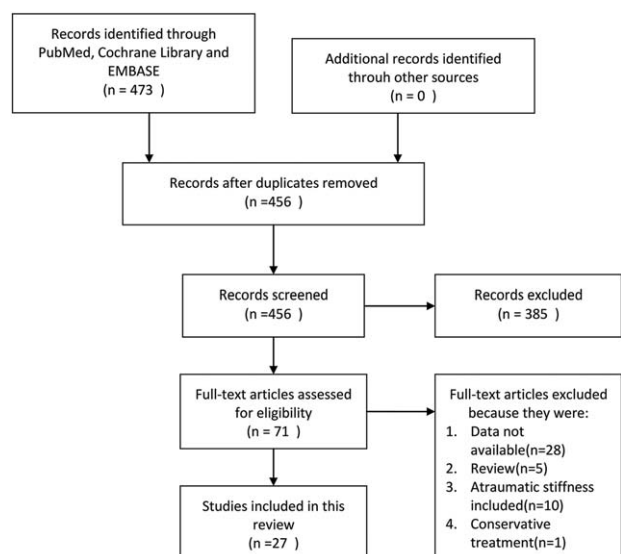 Records identified through
PubMed, Cochrane Library and
EMBASE
(n = 473 )
Additional records identified
throuh other sources
(n = 0 )
Records after duplicates removed
(n =456 )
Records screened
(n =456 )
Records excluded
(n = 385 )
Full-text articles assessed
for eligibility
(n = 71 )
Full-text articles excluded
because they were:
1. Data not
available(n=28)
2. Review(n=5)
3. Atraumatic stiffness
included(n=10)
4. Conservative
treatment(n=1)
Studies included in this
review
(n =27 )